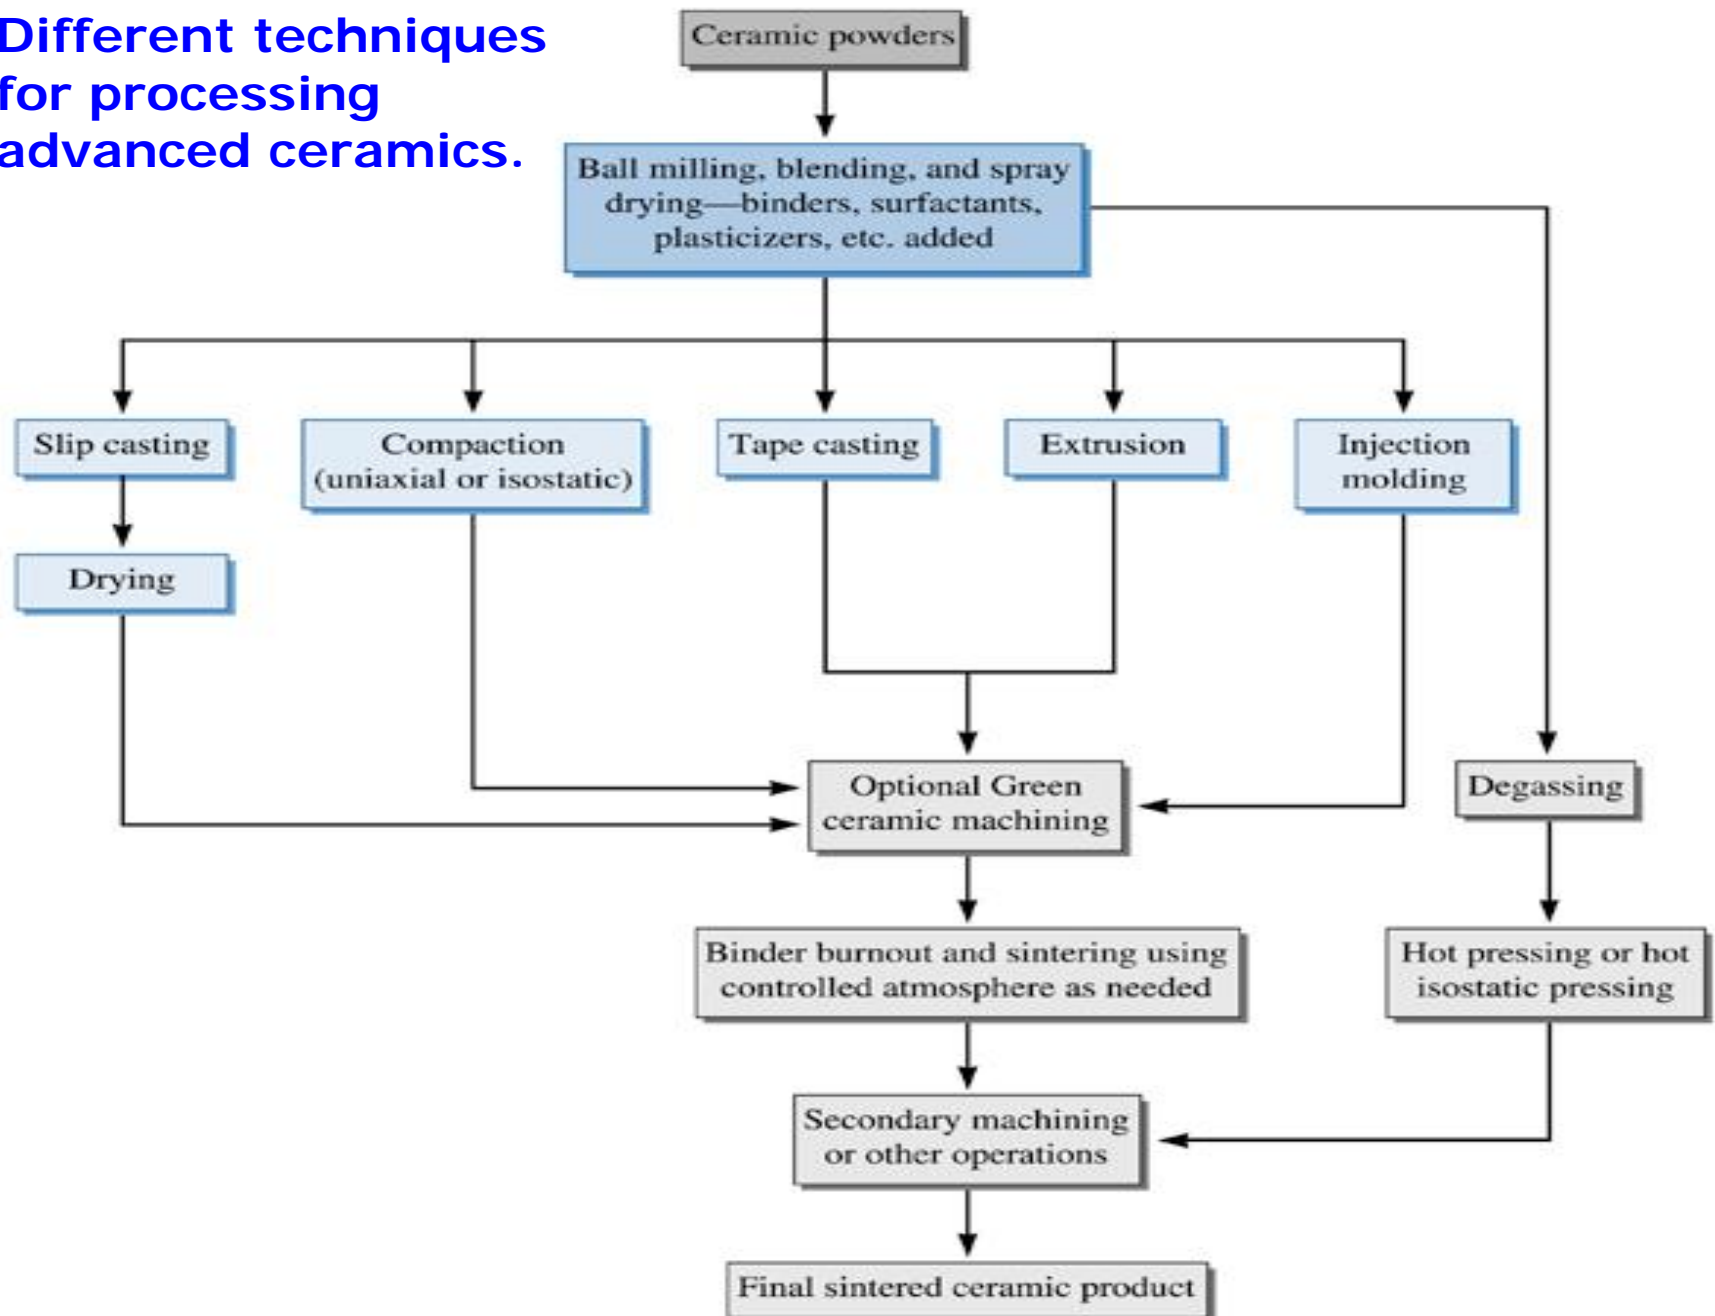 Different techniques
for processing
advanced ceramics.
Ceramic powders
Ball milling, blending, and spray
drying—binders, surfactants,
plasticizers, etc. added
Slip casting
Compaction
(uniaxial or isostatic)
Tape casting
Extrusion
Injection
molding
Drying
Optional Green
ceramic machining
Degassing
Binder burnout and sintering using
controlled atmosphere as needed
Hot pressing or hot
isostatic pressing
Secondary machining
or other operations
Final sintered ceramic product